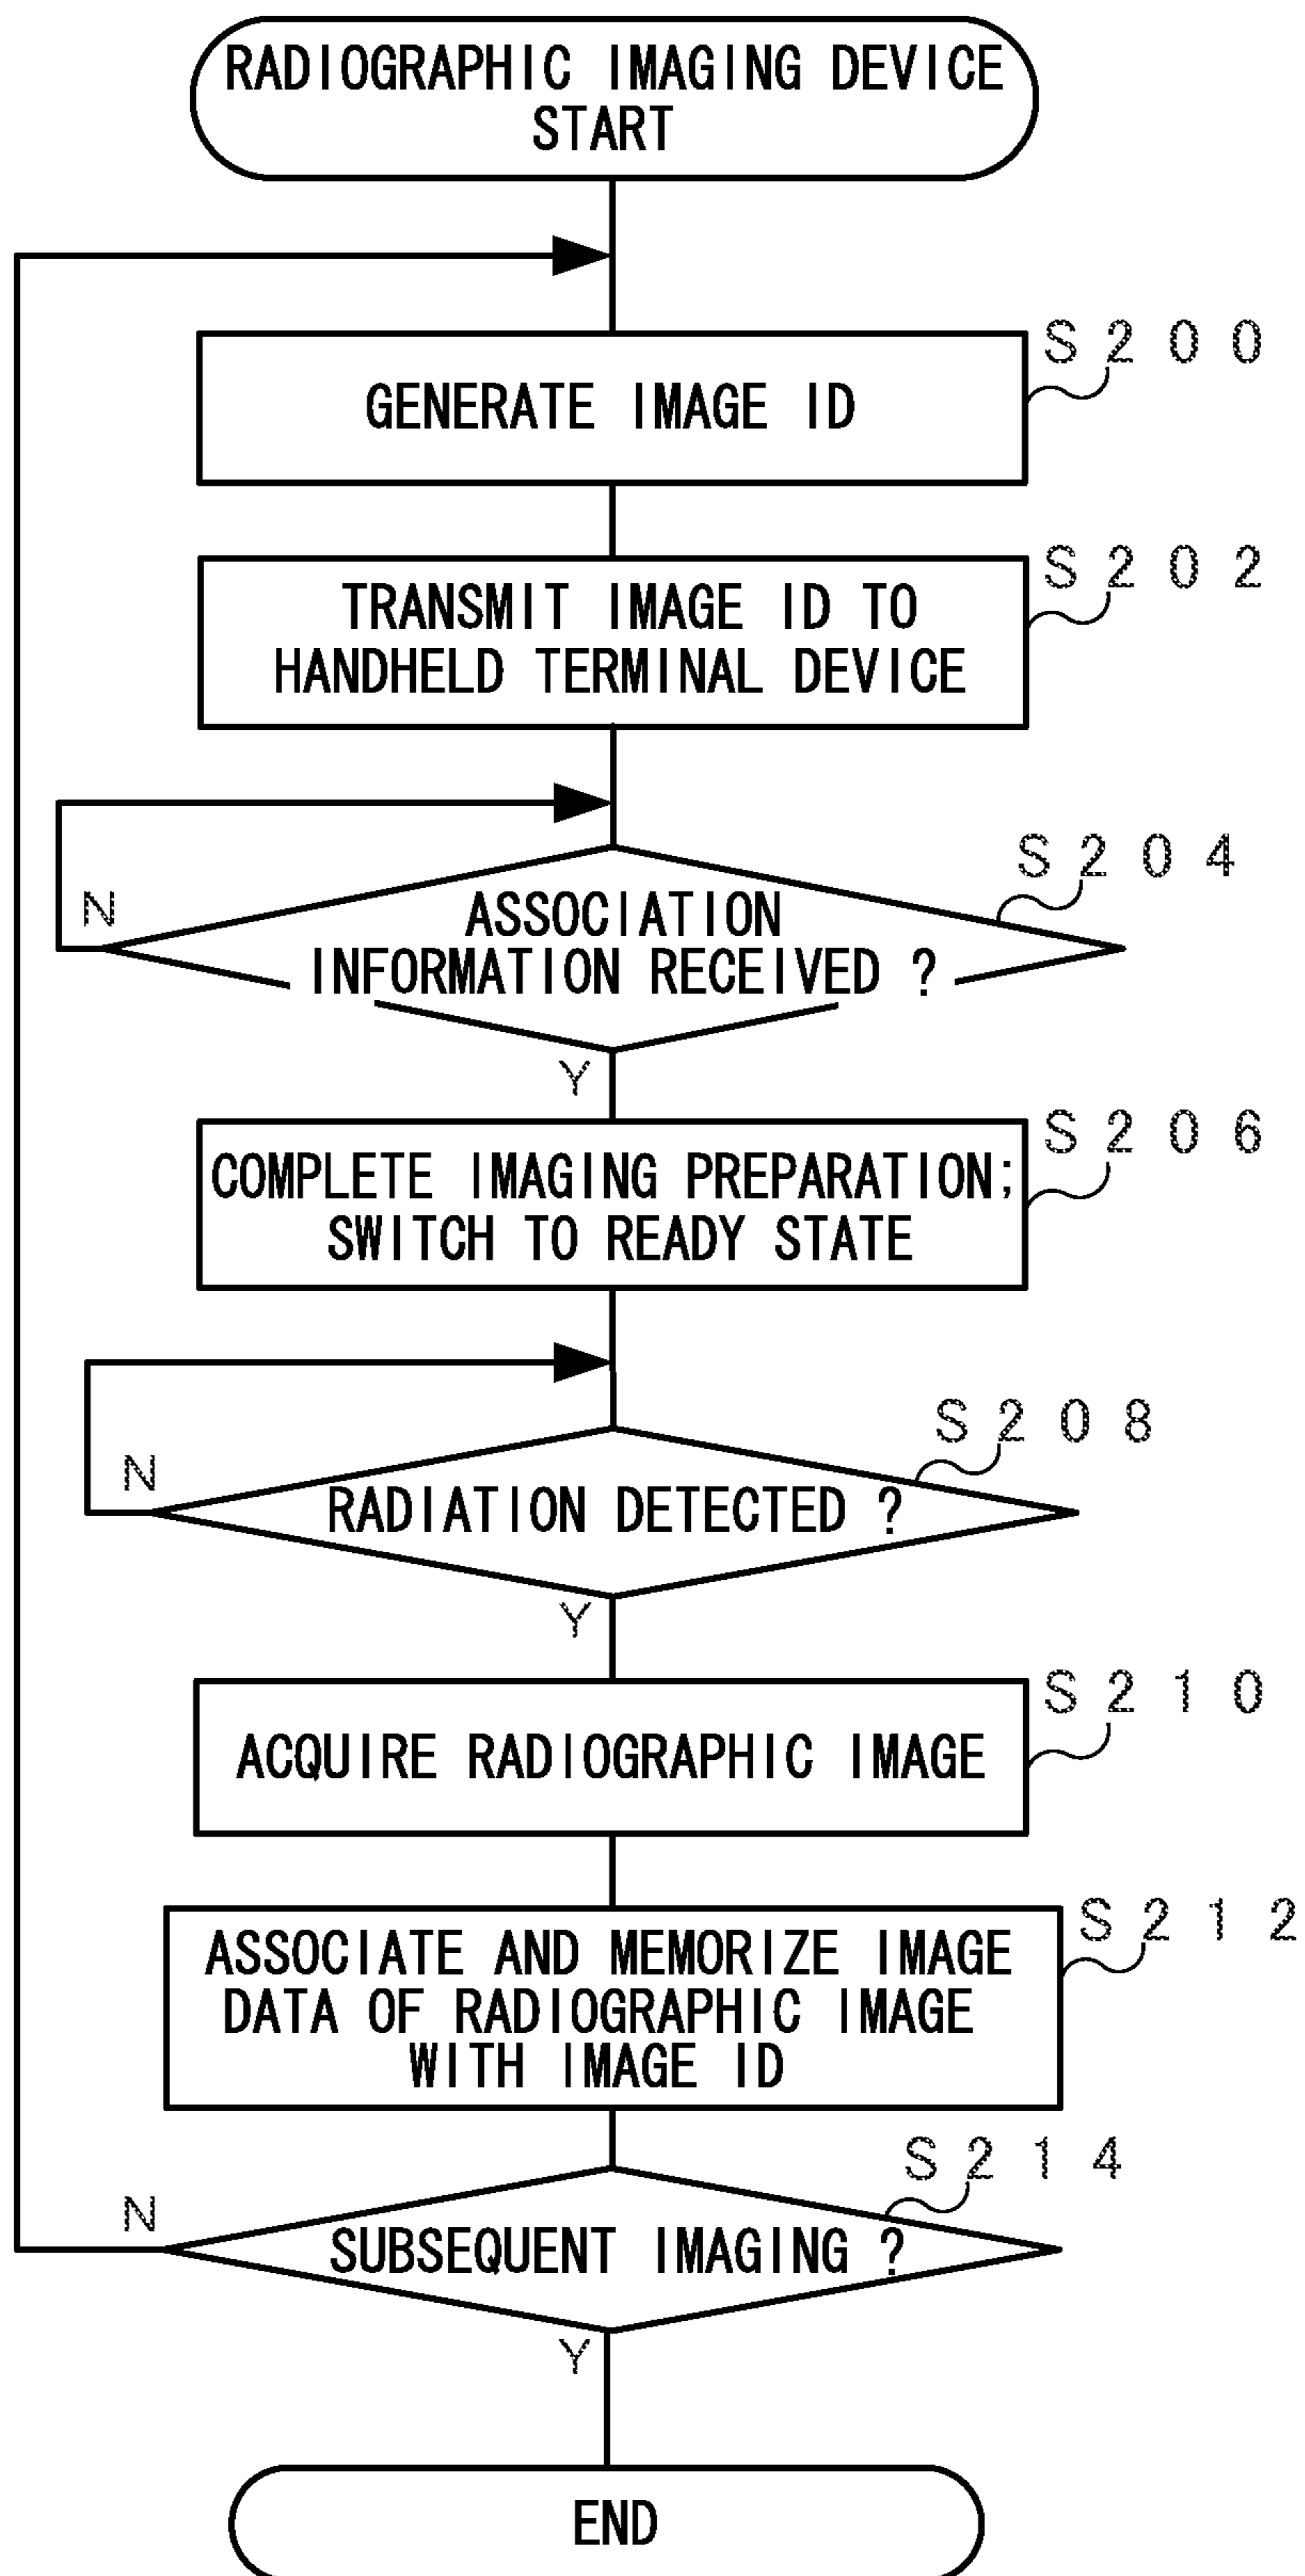 RADIOGRAPHIC IMAGING DEVICE
START
S200
GENERATE IMAGE ID
S202
TRANSMIT IMAGE ID TO
HANDHELD TERMINAL DEVICE
S204
N
ASSOCIATION
INFORMATION RECEIVED ?
Y
S206
COMPLETE IMAGING PREPARATION;
SWITCH TO READY STATE
S208
N
RADIATION DETECTED ?
Y
S210
ACQUIRE RADIOGRAPHIC IMAGE
S212
ASSOCIATE AND MEMORIZE IMAGE
DATA OF RADIOGRAPHIC IMAGE
WITH IMAGE ID
S214
N
SUBSEQUENT IMAGING ?
Y
END